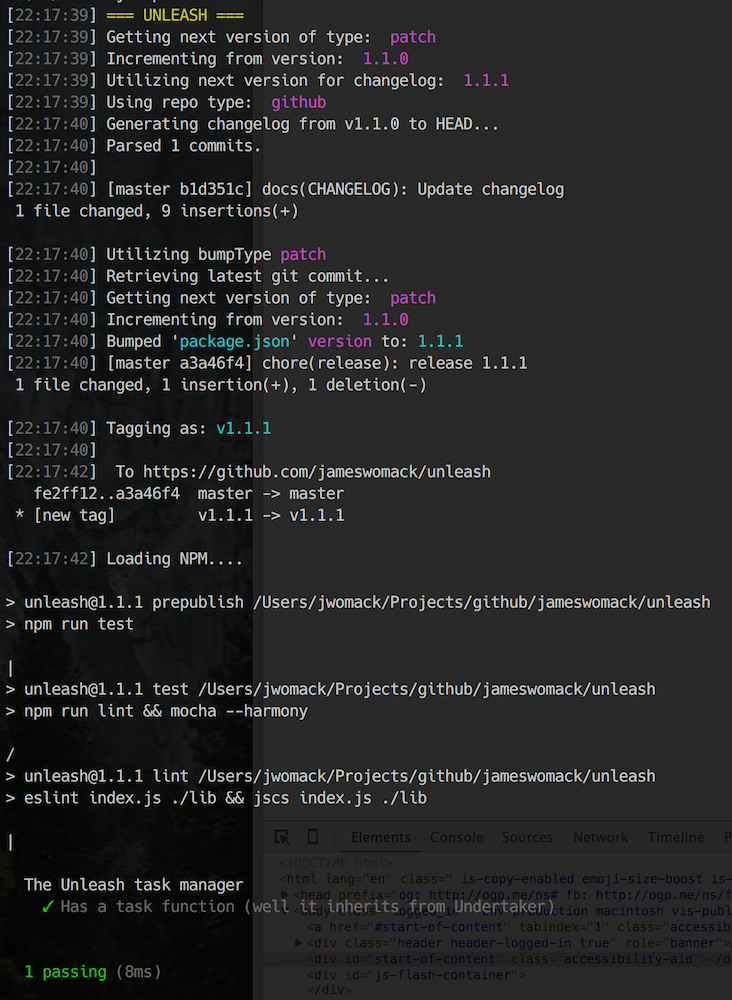 [22:17:39] === UNLEASH ===
[22:17:39] Getting next version of type:  patch
[22:17:39] Incrementing from version:  1.1.0
[22:17:39] Utilizing next version for changelog:  1.1.1
[22:17:39] Using repo type:  github
[22:17:40] Generating changelog from v1.1.0 to HEAD...
[22:17:40] Parsed 1 commits.
[22:17:40]
[22:17:40] [master b1d351c] docs(CHANGELOG): Update changelog
 1 file changed, 9 insertions(+)
[22:17:40] Utilizing bumpType patch
[22:17:40] Retrieving latest git commit...
[22:17:40] Getting next version of type:  patch
[22:17:40] Incrementing from version:  1.1.0
[22:17:40] Bumped 'package.json' version to: 1.1.1
[22:17:40] [master a3a46f4] chore(release): release 1.1.1
 1 file changed, 1 insertion(+), 1 deletion(-)
[22:17:40] Tagging as: v1.1.1
[22:17:40]
[22:17:42]  To https://github.com/jameswomack/unleash
   fe2ff12..a3a46f4  master -> master
 * [new tag]         v1.1.1 -> v1.1.1
[22:17:42] Loading NPM....
> unleash@1.1.1 prepublish /Users/jwomack/Projects/github/jameswomack/unleash
> npm run test
|
> unleash@1.1.1 test /Users/jwomack/Projects/github/jameswomack/unleash
> npm run lint && mocha --harmony
/
> unleash@1.1.1 lint /Users/jwomack/Projects/github/jameswomack/unleash
> eslint index.js ./lib && jscs index.js ./lib
|
Elements Console Sources Network Timeline P
<!DOCTYPE html>
<html lang="en" class=" is-copy-enabled emoji-size-boost is-
The Unleash task manager
<head prefix="og: http://ogp.me/ns# fb: http://ogp.me/ns/f
✓ Has a task function (well it inherits from Undertaker)
<body class="logged_in production macintosh vis-publ
<a href="#start-of-content" tabindex="1" class="accessib
<div class="header header-logged-in true" role="banner">
<div id="start-of-content" class="accessibility-aid"></d
1 passing (8ms)
<div id="js-flash-container">
</div>